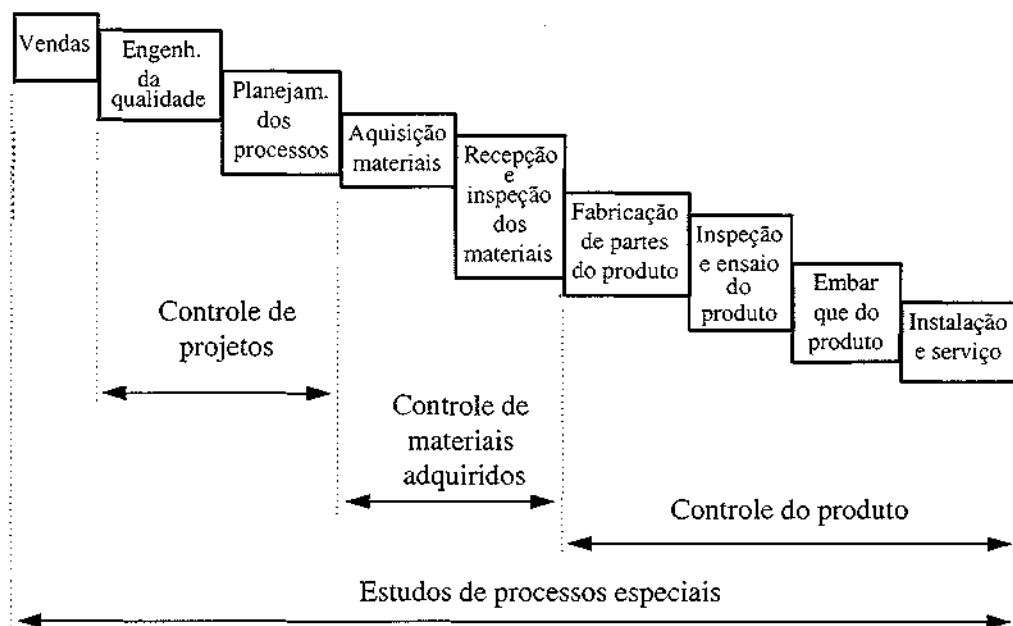 Vendas
Engenh.
da
qualidade
Planejam.
dos
processos
Aquisição
materiais
Recepção
e
inspeção
dos
materiais
Fabricação
de partes
do produto
Inspeção
e ensaio
do
produto
Embar
que do
produto
Instalação
e serviço
Controle de
projetos
Controle de
materiais
adquiridos
Controle do produto
Estudos de processos especiais